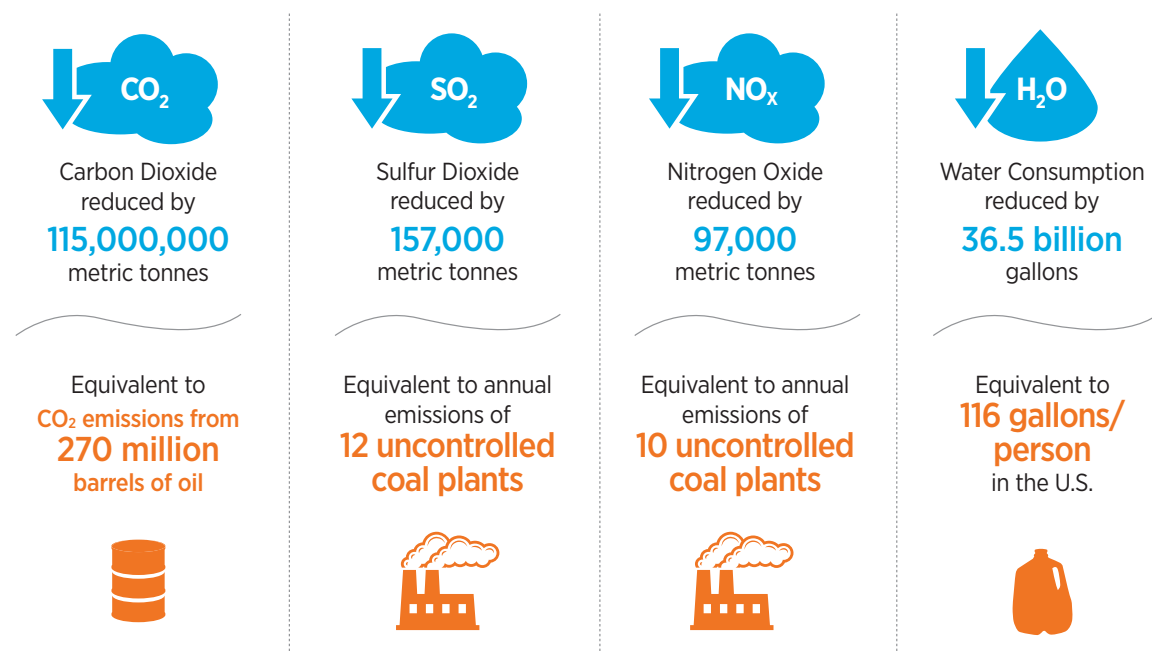 CO₂
Carbon Dioxide
reduced by
115,000,000
metric tonnes
Equivalent to
CO₂ emissions from
270 million
barrels of oil
SO₂
Sulfur Dioxide
reduced by
157,000
metric tonnes
Equivalent to annual
emissions of
12 uncontrolled
coal plants
NOₓ
Nitrogen Oxide
reduced by
97,000
metric tonnes
Equivalent to annual
emissions of
10 uncontrolled
coal plants
H₂O
Water Consumption
reduced by
36.5 billion
gallons
Equivalent to
116 gallons/
person
in the U.S.